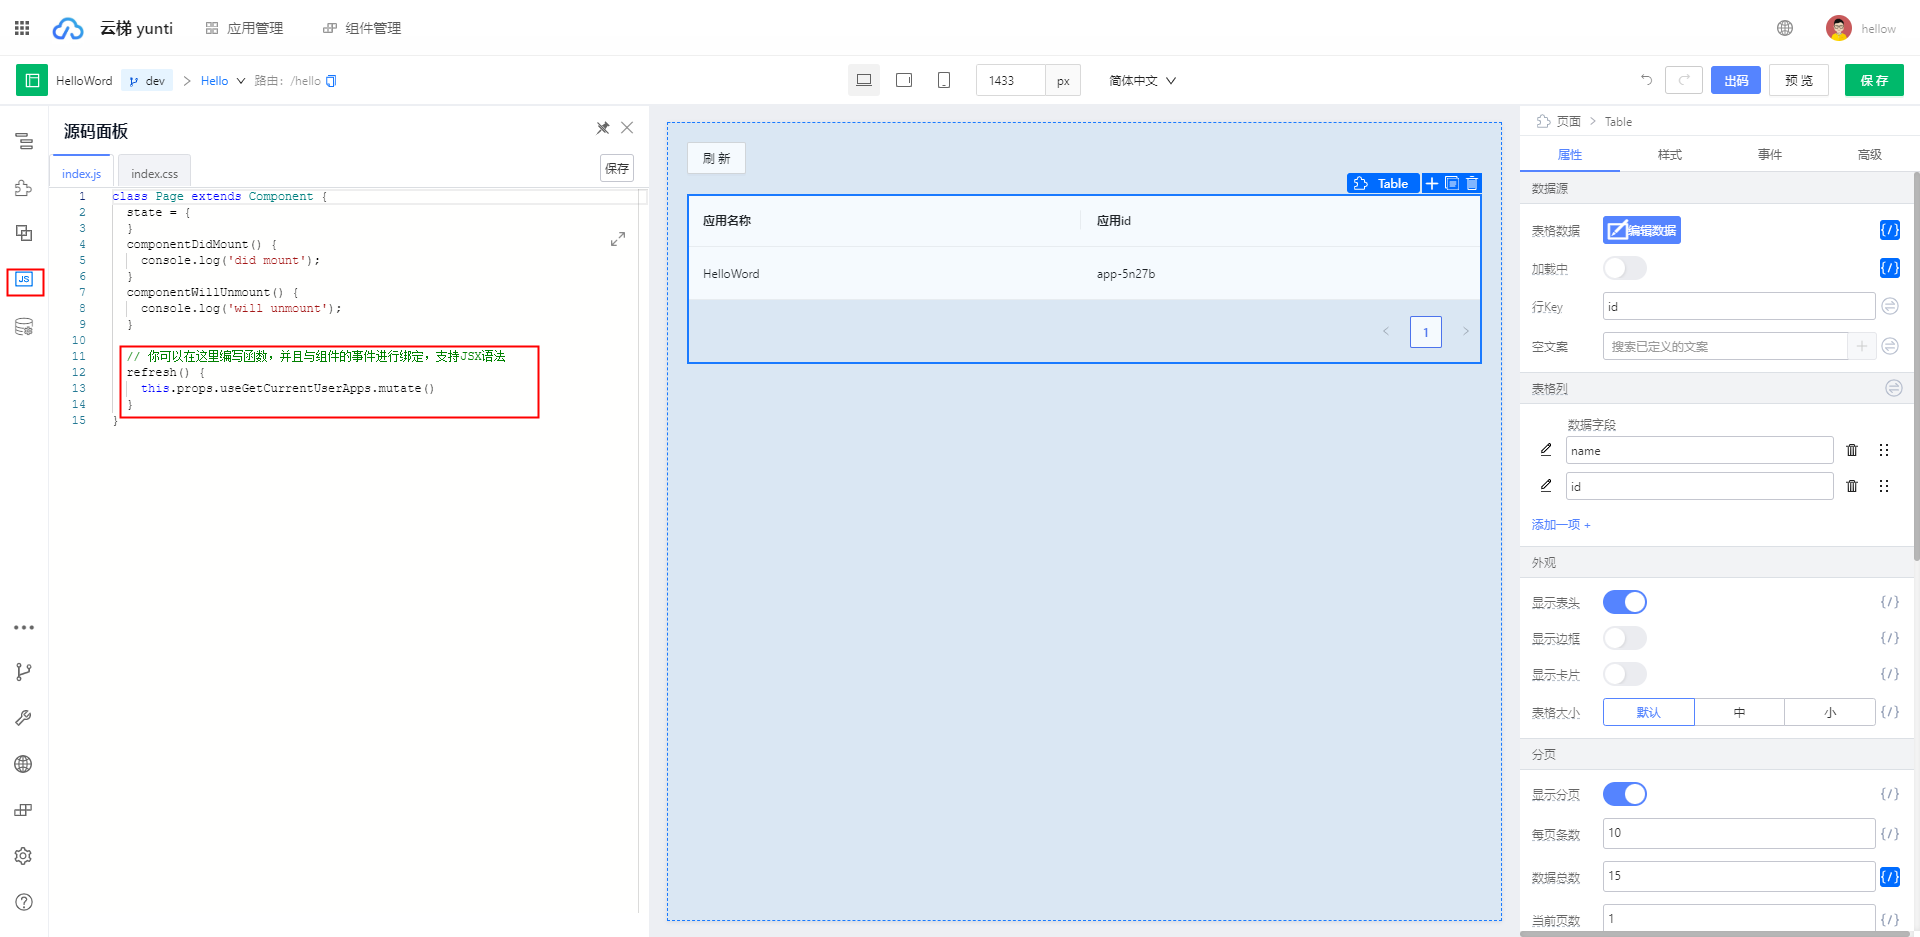 云梯 yunti
应用管理
组件管理
hellow
HelloWord
dev
Hello
路由：/hello
1433
px
简体中文
出码
预 览
保 存
源码面板
index.js
index.css
保存
1 class Page extends Component {
2 state = {
3 }
4 componentDidMount() {
5 console.log('did mount');
6 }
7 componentWillUnmount() {
8 console.log('will unmount');
9 }
10
11 // 你可以在这里编写函数，并且与组件的事件进行绑定，支持JSX语法
12 refresh() {
13 this.props.useGetCurrentUserApps.mutate()
14 }
15 }
JS
刷 新
Table
应用名称
应用id
HelloWord
app-5n27b
1
页面 > Table
属性
样式
事件
高级
数据源
表格数据
编辑数据
{/}
加载中
{/}
行Key
id
空文案
搜索已定义的文案
表格列
数据字段
name
id
添加一项 +
外观
显示表头
{/}
显示边框
{/}
显示卡片
{/}
表格大小
默认
中
小
{/}
分页
显示分页
{/}
每页条数
10
{/}
数据总数
15
{/}
当前页数
1
{/}